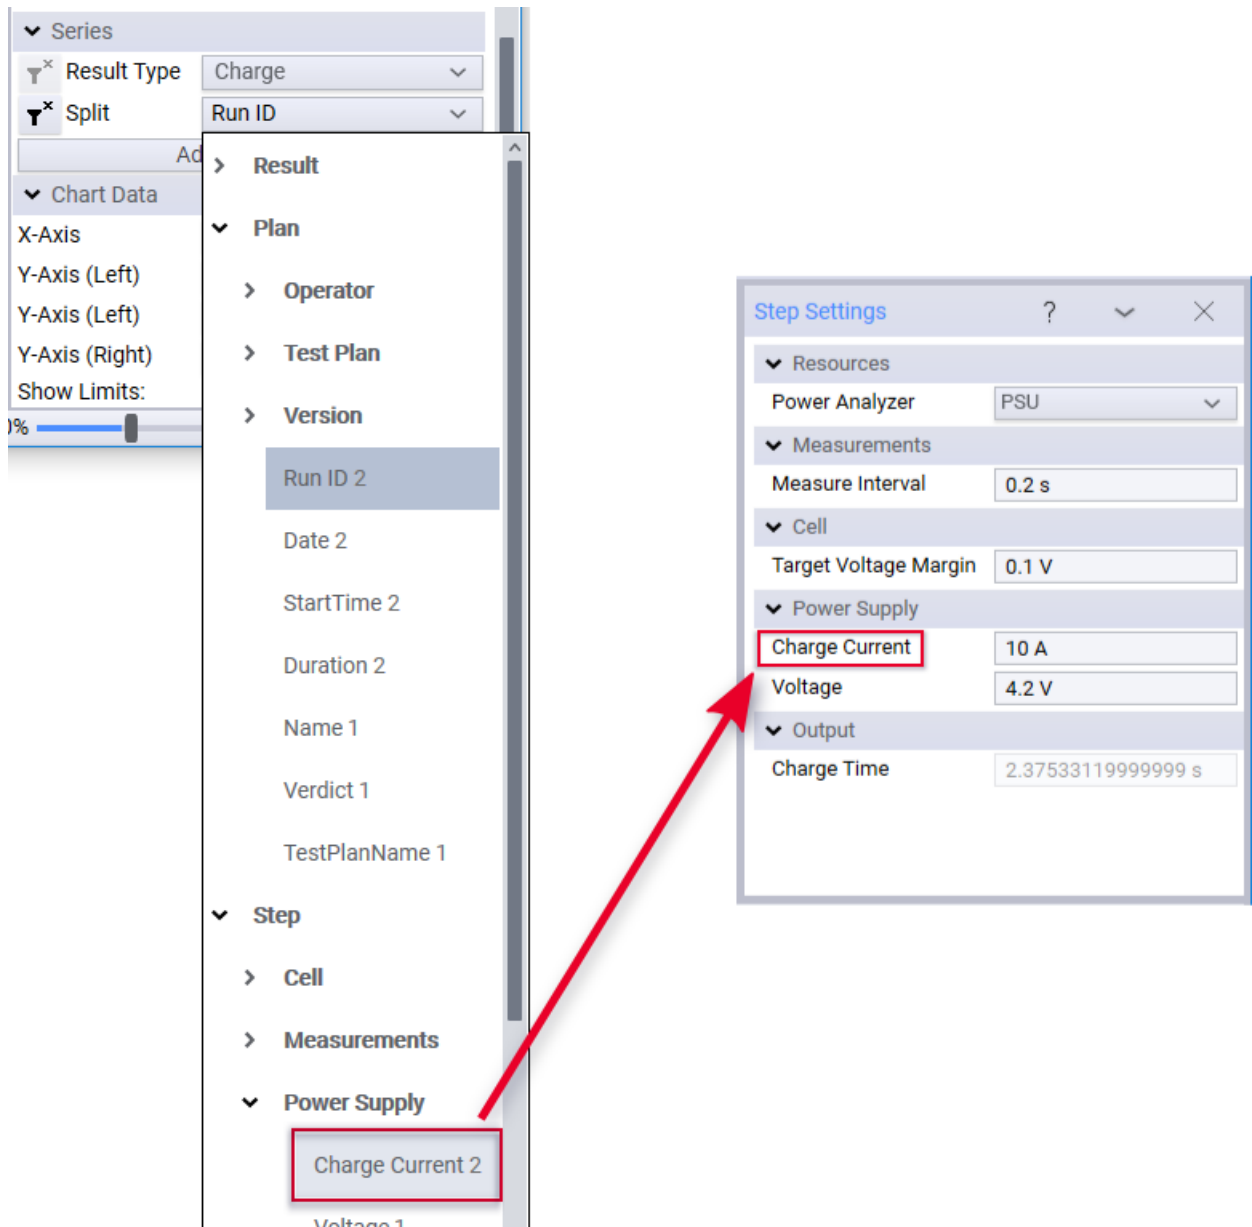 Series
Result Type Charge
Split Run ID
Ad
Chart Data
X-Axis
Y-Axis (Left)
Y-Axis (Left)
Y-Axis (Right)
Show Limits:
%
Result
Plan
Operator
Test Plan
Version
Run ID 2
Date 2
StartTime 2
Duration 2
Name 1
Verdict 1
TestPlanName 1
Step
Cell
Measurements
Power Supply
Charge Current 2
Voltage 1
Step Settings ?
Resources
Power Analyzer PSU
Measurements
Measure Interval 0.2 s
Cell
Target Voltage Margin 0.1 V
Power Supply
Charge Current 10 A
Voltage 4.2 V
Output
Charge Time 2.37533119999999 s